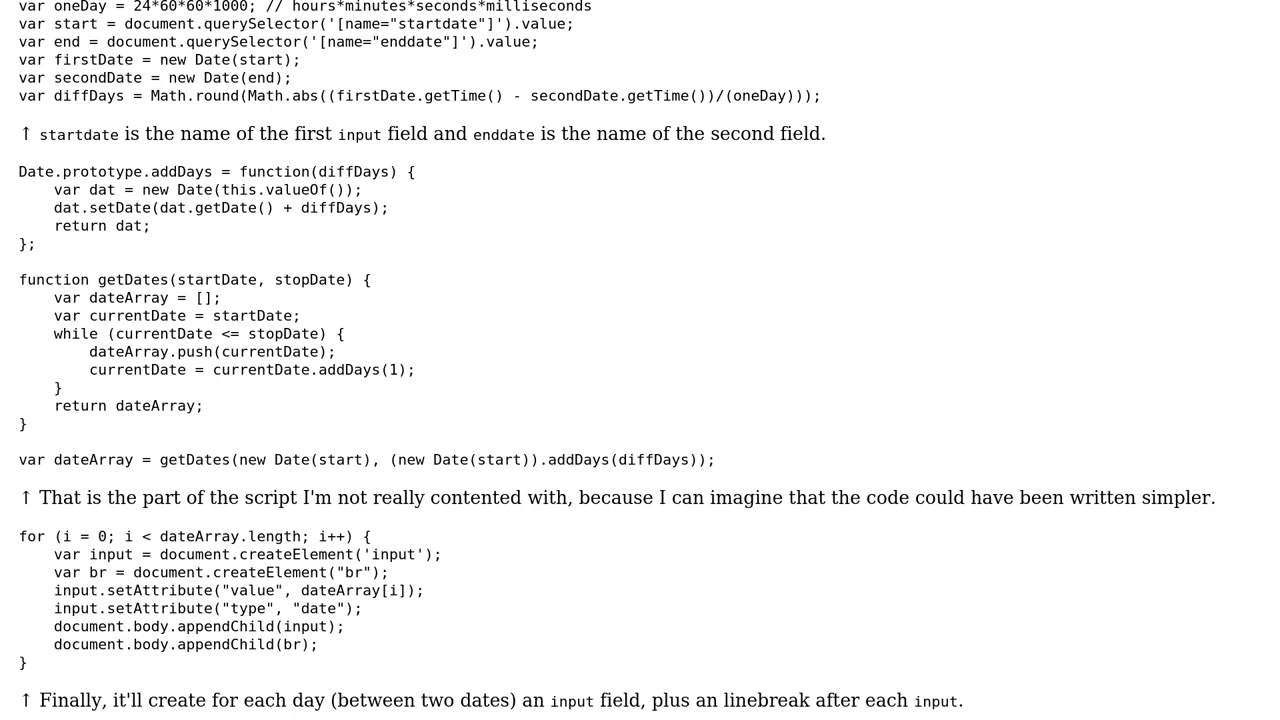 var oneDay = 24*60*60*1000; // hours*minutes*seconds*milliseconds
var start = document.querySelector('[name="startdate"]').value;
var end = document.querySelector('[name="enddate"]').value;
var firstDate = new Date(start);
var secondDate = new Date(end);
var diffDays = Math.round(Math.abs((firstDate.getTime() - secondDate.getTime())/(oneDay)));
↑ startdate is the name of the first input field and enddate is the name of the second field.
Date.prototype.addDays = function(diffDays) {
    var dat = new Date(this.valueOf());
    dat.setDate(dat.getDate() + diffDays);
    return dat;
};
function getDates(startDate, stopDate) {
    var dateArray = [];
    var currentDate = startDate;
    while (currentDate <= stopDate) {
        dateArray.push(currentDate);
        currentDate = currentDate.addDays(1);
    }
    return dateArray;
}
var dateArray = getDates(new Date(start), (new Date(start)).addDays(diffDays));
↑ That is the part of the script I'm not really contented with, because I can imagine that the code could have been written simpler.
for (i = 0; i < dateArray.length; i++) {
    var input = document.createElement('input');
    var br = document.createElement("br");
    input.setAttribute("value", dateArray[i]);
    input.setAttribute("type", "date");
    document.body.appendChild(input);
    document.body.appendChild(br);
}
↑ Finally, it'll create for each day (between two dates) an input field, plus an linebreak after each input.